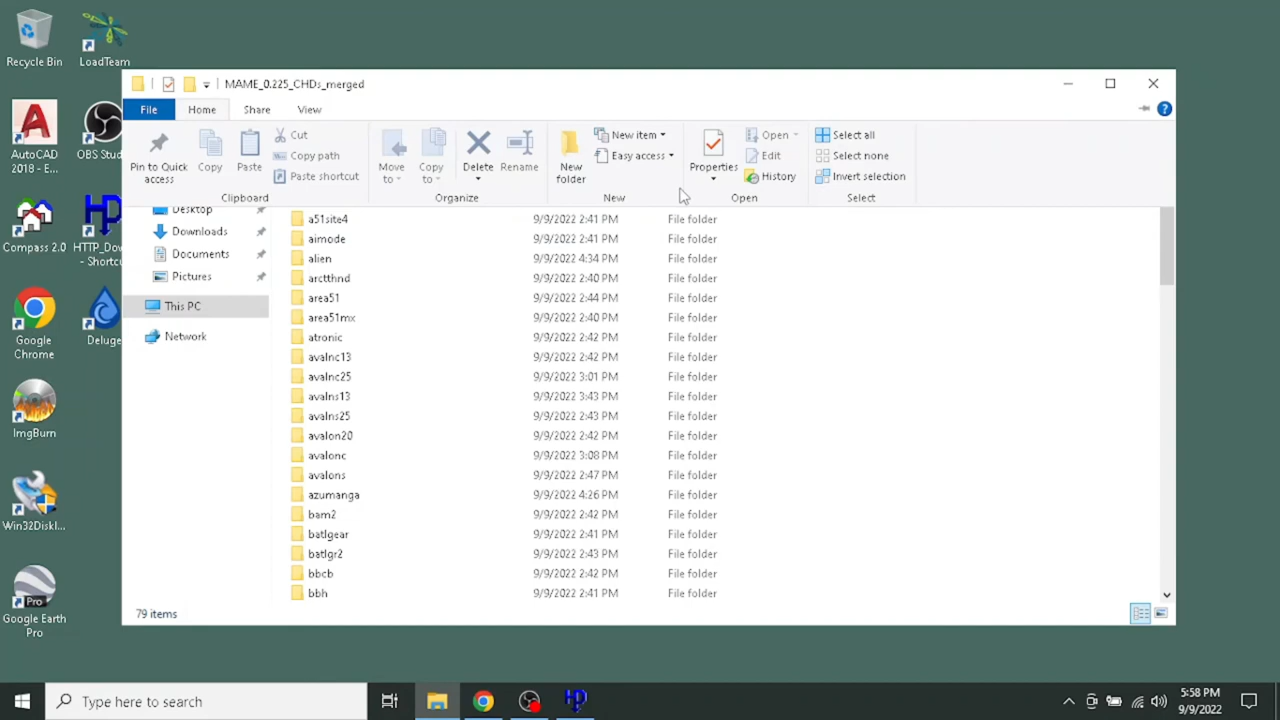 Recycle Bin
LoadTeam
AutoCAD
2018 - E...
OBS Stud
Compass 2.0
HTTP_Dow
- Shortcu
Google
Chrome
Deluge
ImgBurn
Win32DiskI...
Pro
Google Earth
Pro
MAME_0.225_CHDs_merged
File Home Share View
Pin to Quick
access
Copy
Paste
Cut
Copy path
Paste shortcut
Clipboard
Move
to
Copy
to
Delete
Rename
Organize
New
folder
New item
Easy access
New
Properties
Open
Edit
History
Open
Select all
Select none
Invert selection
Select
Desktop
Downloads
Documents
Pictures
This PC
Network
a51site4 9/9/2022 2:41 PM File folder
aimode 9/9/2022 2:41 PM File folder
alien 9/9/2022 4:34 PM File folder
arctthnd 9/9/2022 2:40 PM File folder
area51 9/9/2022 2:44 PM File folder
area51mx 9/9/2022 2:40 PM File folder
atronic 9/9/2022 2:42 PM File folder
avalnc13 9/9/2022 2:42 PM File folder
avalnc25 9/9/2022 3:01 PM File folder
avalns13 9/9/2022 3:43 PM File folder
avalns25 9/9/2022 2:43 PM File folder
avalon20 9/9/2022 2:42 PM File folder
avalonc 9/9/2022 3:08 PM File folder
avalons 9/9/2022 2:47 PM File folder
azumanga 9/9/2022 4:26 PM File folder
bam2 9/9/2022 2:42 PM File folder
batlgear 9/9/2022 2:41 PM File folder
batlgr2 9/9/2022 2:43 PM File folder
bbcb 9/9/2022 2:42 PM File folder
bbh 9/9/2022 2:41 PM File folder
79 items
Type here to search
5:58 PM
9/9/2022